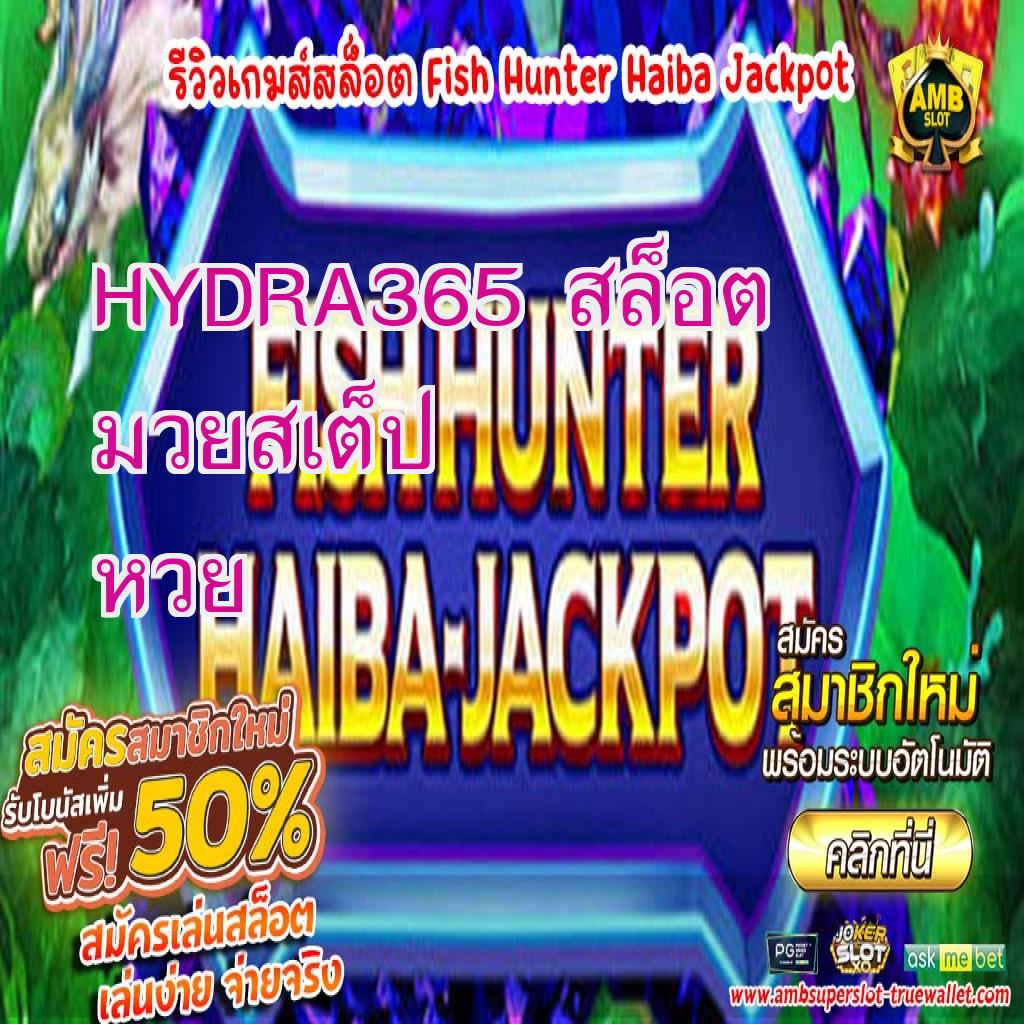 รีวิวเกมส์สล็อต Fish Hunter Haiba Jackpot
AMB
SLOT
HYDRA365 สล็อต
FISH HUNTER
มวยสเต็ป
หวย
HAIBA-JACKPOT
สมัคร
สมาชิกใหม่
พร้อมระบบอัตโนมัติ
คลิกที่นี่
สมัครสมาชิกใหม่
รับโบนัสเพิ่ม
ฟรี! 50%
สมัครเล่นสล็อต
เล่นง่าย จ่ายจริง
PG
JOKER
SLOT
XO
ask me bet
www.ambsuperslot-truewallet.com